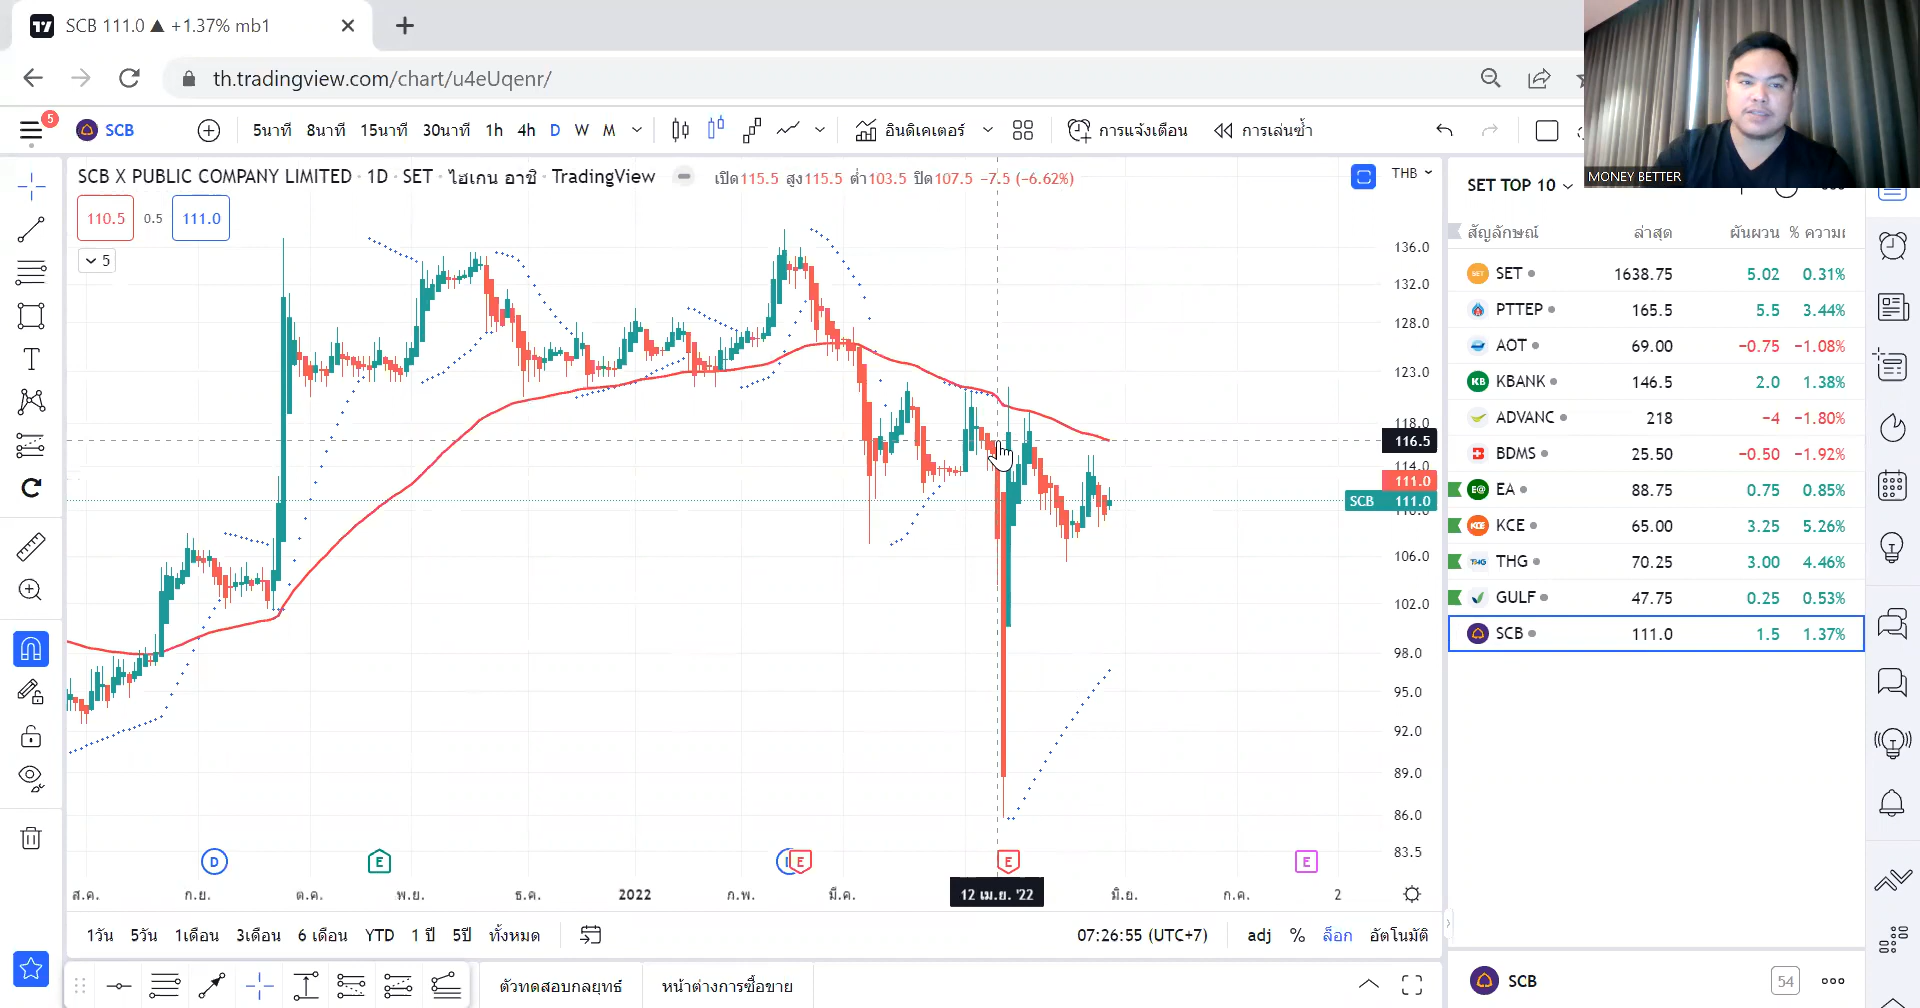 SCB 111.0 ▲ +1.37% mb1
th.tradingview.com/chart/u4eUqenr/
MONEY BETTER
5
SCB
5นาที 8นาที 15นาที 30นาที 1h 4h D W M
อินดิเคเตอร์
การแจ้งเตือน
การเล่นซ้ำ
SCB X PUBLIC COMPANY LIMITED · 1D · SET · ไฮเกน อาชิ · TradingView
เปิด115.5 สูง115.5 ต่ำ103.5 ปิด107.5 −7.5 (−6.62%)
THB
110.5 0.5 111.0
5
136.0
132.0
128.0
123.0
118.0
116.5
114.0
111.0
SCB 111.0
110.0
106.0
102.0
98.0
95.0
92.0
89.0
86.0
83.5
D E E E E
ส.ค. ก.ย. ต.ค. พ.ย. ธ.ค. 2022 ก.พ. มี.ค. 12 เม.ย. '22 มิ.ย. ก.ค. 2
1วัน 5วัน 1เดือน 3เดือน 6 เดือน YTD 1 ปี 5ปี ทั้งหมด
07:26:55 (UTC+7) adj % ล็อก อัตโนมัติ
ตัวทดสอบกลยุทธ์ หน้าต่างการซื้อขาย
SET TOP 10
สัญลักษณ์ ล่าสุด ผันผวน % ความเ
SET 1638.75 5.02 0.31%
PTTEP 165.5 5.5 3.44%
AOT 69.00 −0.75 −1.08%
KBANK 146.5 2.0 1.38%
ADVANC 218 −4 −1.80%
BDMS 25.50 −0.50 −1.92%
EA 88.75 0.75 0.85%
KCE 65.00 3.25 5.26%
THG 70.25 3.00 4.46%
GULF 47.75 0.25 0.53%
SCB 111.0 1.5 1.37%
SCB 54